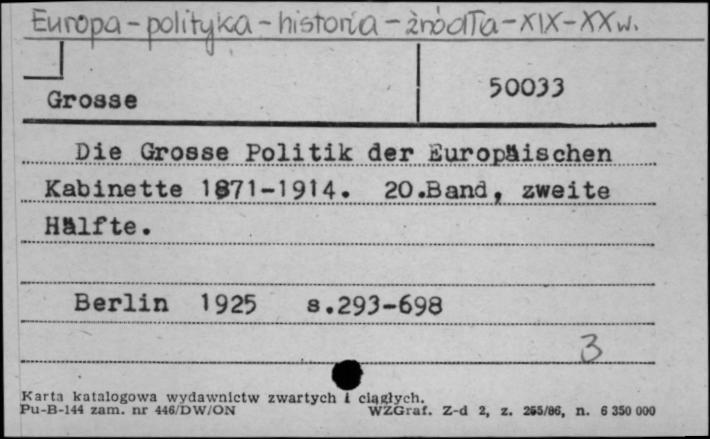 Europa – polityka – historia – źródła – XIX – XX w.
50033
Grosse
Die Grosse Politik der Europäischen
Kabinette 1871-1914. 20.Band, zweite
Hälfte.
Berlin 1925 s.293-698
3
Karta katalogowa wydawnictw zwartych i ciągłych.
Pu-B-144 zam. nr 446/DW/ON WZGraf. Z-d 2, z. 265/86, n. 6 350 000